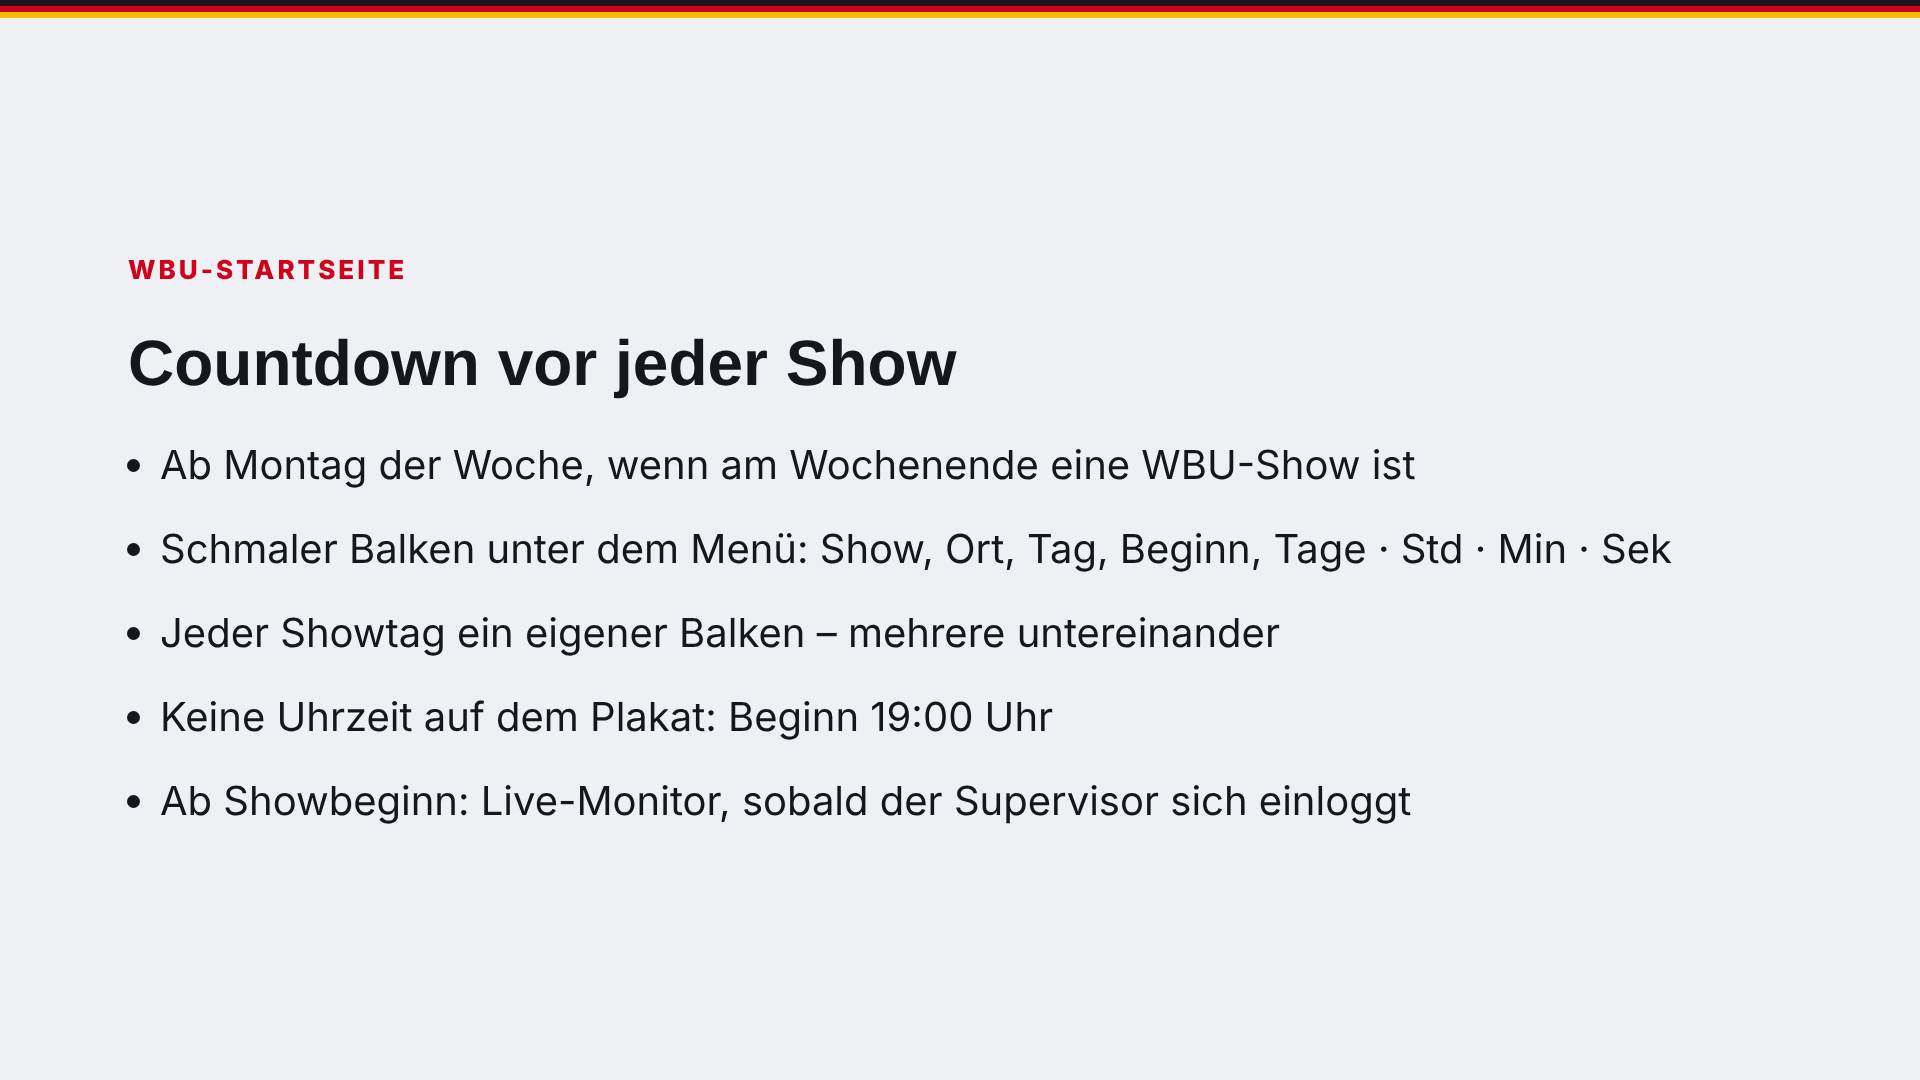 WBU-STARTSEITE
Countdown vor jeder Show
• Ab Montag der Woche, wenn am Wochenende eine WBU-Show ist
• Schmaler Balken unter dem Menü: Show, Ort, Tag, Beginn, Tage · Std · Min · Sek
• Jeder Showtag ein eigener Balken – mehrere untereinander
• Keine Uhrzeit auf dem Plakat: Beginn 19:00 Uhr
• Ab Showbeginn: Live-Monitor, sobald der Supervisor sich einloggt